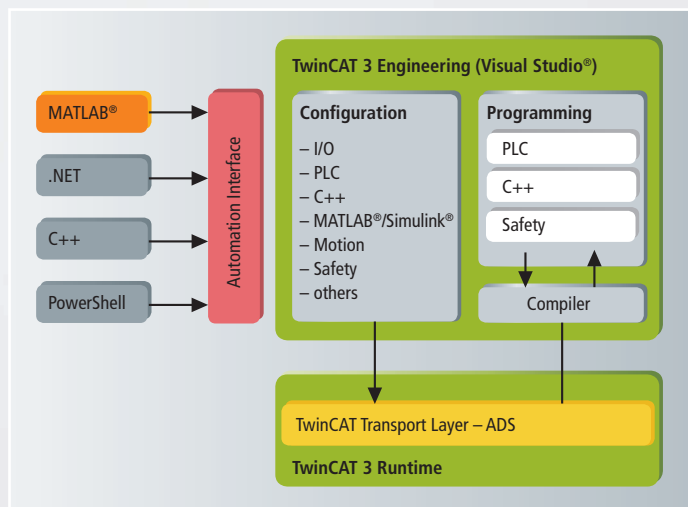 MATLAB®
.NET
C++
PowerShell
Automation Interface
TwinCAT 3 Engineering (Visual Studio®)
Configuration
– I/O
– PLC
– C++
– MATLAB®/Simulink®
– Motion
– Safety
– others
Programming
PLC
C++
Safety
Compiler
TwinCAT Transport Layer – ADS
TwinCAT 3 Runtime